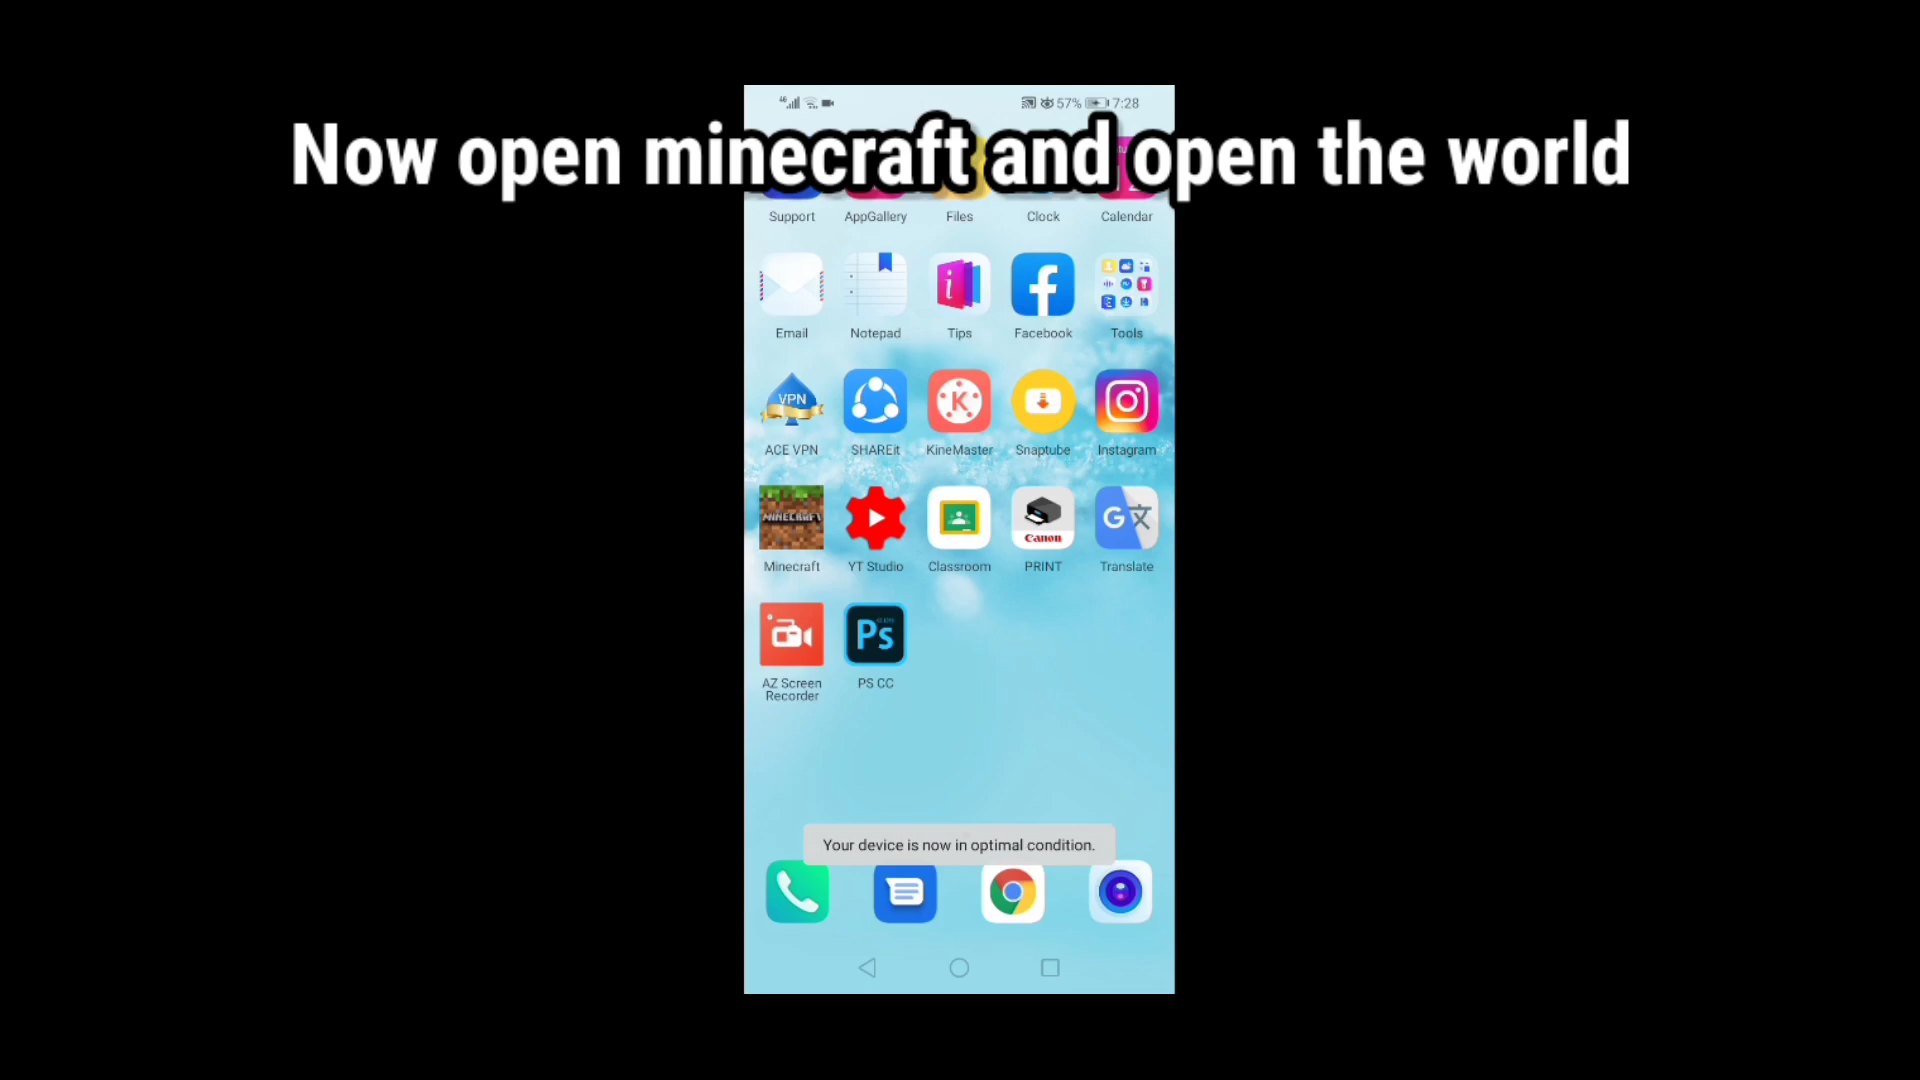 4G 57% 7:28
Now open minecraft and open the world
Support AppGallery Files Clock Calendar
Email Notepad Tips Facebook Tools
VPN
ACE VPN SHAREit KineMaster Snaptube Instagram
MINECRAFT
Canon
Minecraft YT Studio Classroom PRINT Translate
Ps
AZ Screen
Recorder
PS CC
Your device is now in optimal condition.